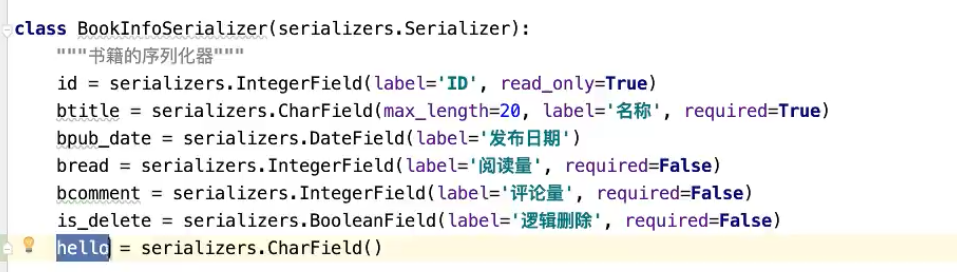 class BookInfoSerializer(serializers.Serializer):
    """书籍的序列化器"""
    id = serializers.IntegerField(label='ID', read_only=True)
    btitle = serializers.CharField(max_length=20, label='名称', required=True)
    bpub_date = serializers.DateField(label='发布日期')
    bread = serializers.IntegerField(label='阅读量', required=False)
    bcomment = serializers.IntegerField(label='评论量', required=False)
    is_delete = serializers.BooleanField(label='逻辑删除', required=False)
    hello = serializers.CharField()